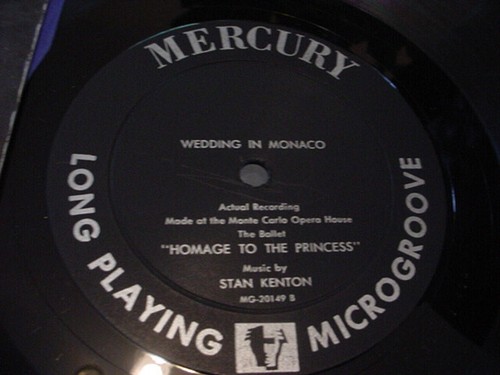 MERCURY
WEDDING IN MONACO
Actual Recording
Made at the Monte Carlo Opera House
The Ballet
"HOMAGE TO THE PRINCESS"
Music by
STAN KENTON
MG-20149 B
LONG PLAYING MICROGROOVE